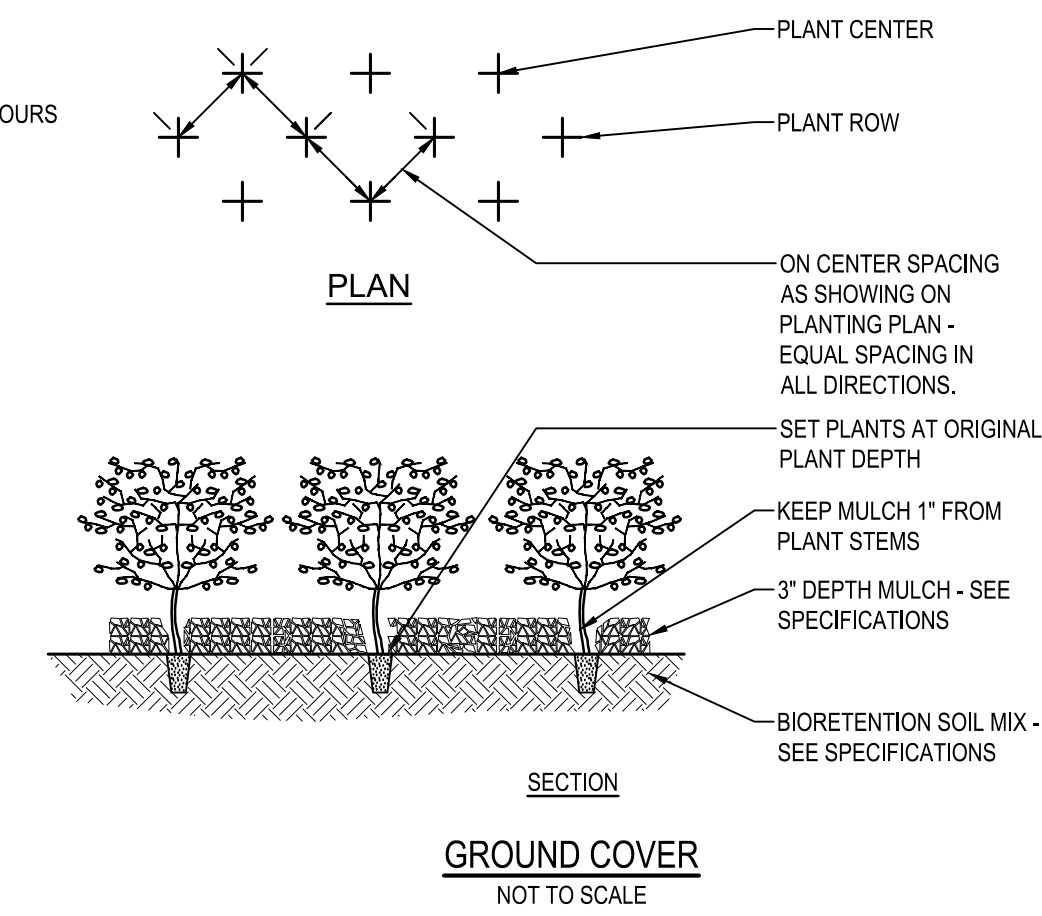 PLANT CENTER
OURS
PLANT ROW
PLAN
ON CENTER SPACING
AS SHOWING ON
PLANTING PLAN -
EQUAL SPACING IN
ALL DIRECTIONS.
SET PLANTS AT ORIGINAL
PLANT DEPTH
KEEP MULCH 1" FROM
PLANT STEMS
3" DEPTH MULCH - SEE
SPECIFICATIONS
BIORETENTION SOIL MIX -
SEE SPECIFICATIONS
SECTION
GROUND COVER
NOT TO SCALE